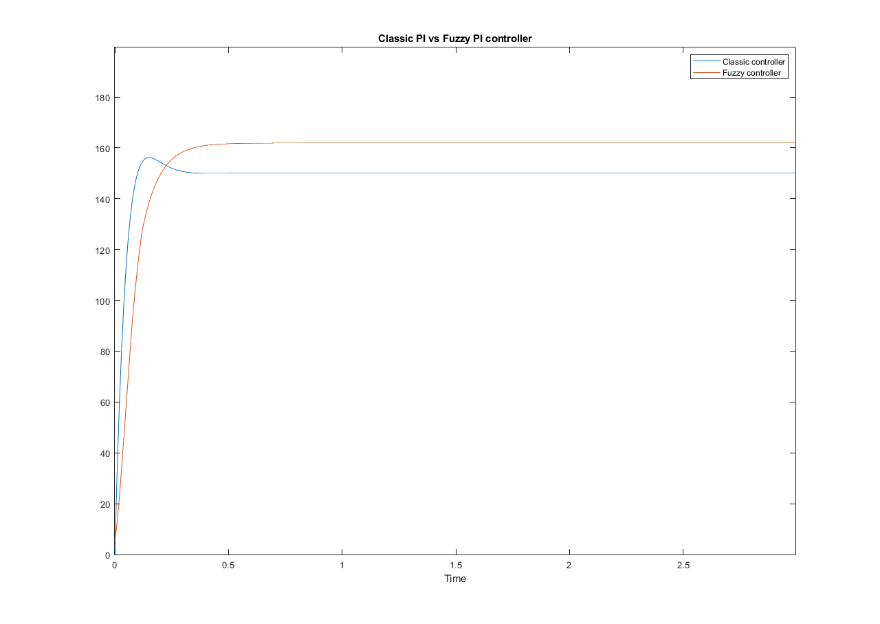 Classic PI vs Fuzzy PI controller
Classic controller
Fuzzy controller
180
160
140
120
100
80
60
40
20
0
0 0.5 1 1.5 2 2.5
Time